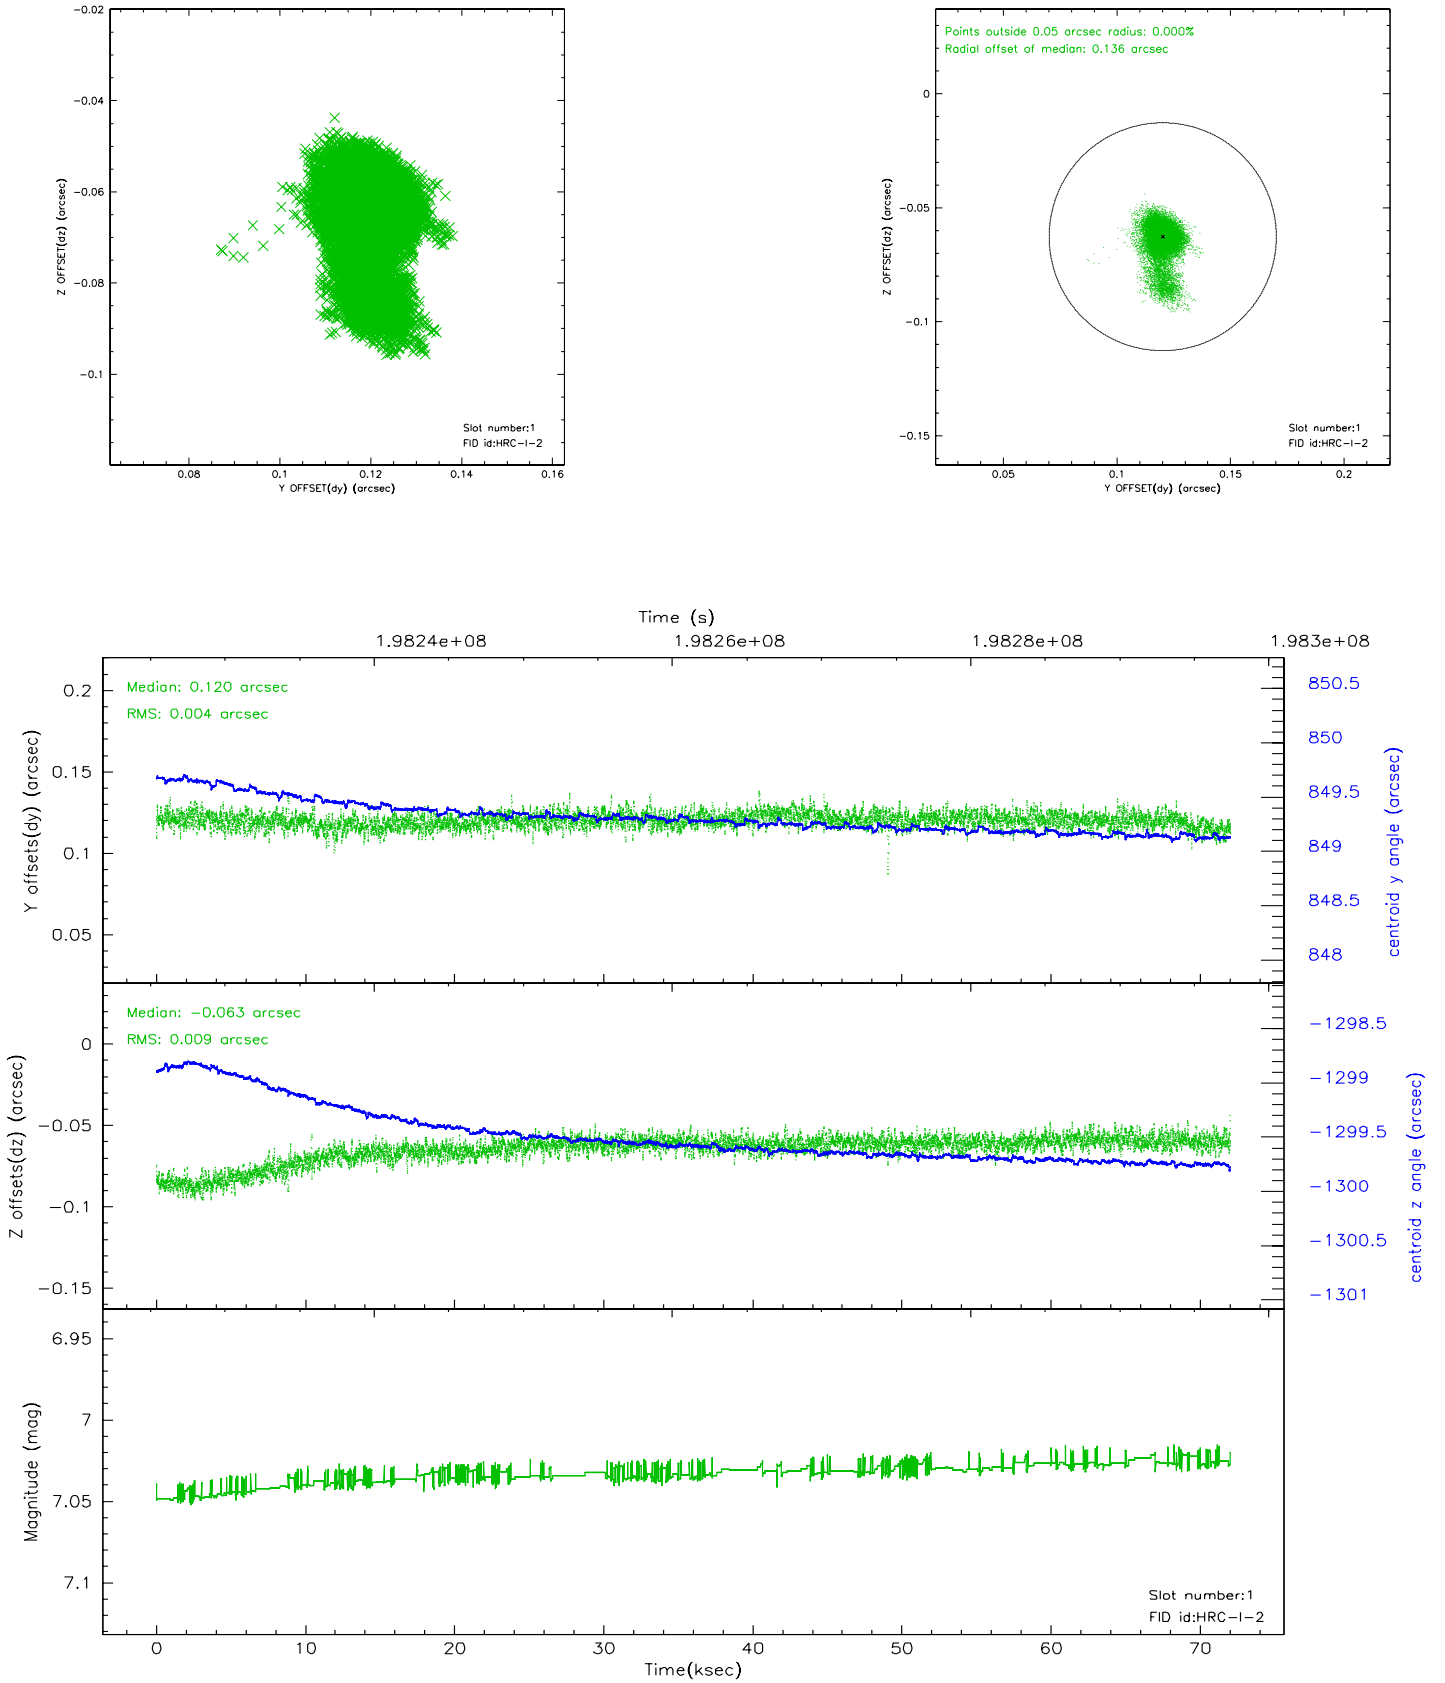 −0.02
−0.04
−0.06
−0.08
−0.1
Z OFFSET(dz) (arcsec)
0.08
0.1
0.12
0.14
0.16
Y OFFSET(dy) (arcsec)
Slot number:1
FID id:HRC−I−2
Points outside 0.05 arcsec radius: 0.000%
Radial offset of median: 0.136 arcsec
0
−0.05
−0.1
−0.15
Z OFFSET(dz) (arcsec)
0.05
0.1
0.15
0.2
Y OFFSET(dy) (arcsec)
Slot number:1
FID id:HRC−I−2
Time (s)
1.9824e+08
1.9826e+08
1.9828e+08
1.983e+08
Median: 0.120 arcsec
RMS: 0.004 arcsec
0.2
0.15
0.1
0.05
Y offsets(dy) (arcsec)
850.5
850
849.5
849
848.5
848
centroid y angle (arcsec)
Median: −0.063 arcsec
RMS: 0.009 arcsec
0
−0.05
−0.1
−0.15
Z offsets(dz) (arcsec)
−1298.5
−1299
−1299.5
−1300
−1300.5
−1301
centroid z angle (arcsec)
6.95
7
7.05
7.1
Magnitude (mag)
Slot number:1
FID id:HRC−I−2
0
10
20
30
40
50
60
70
Time(ksec)